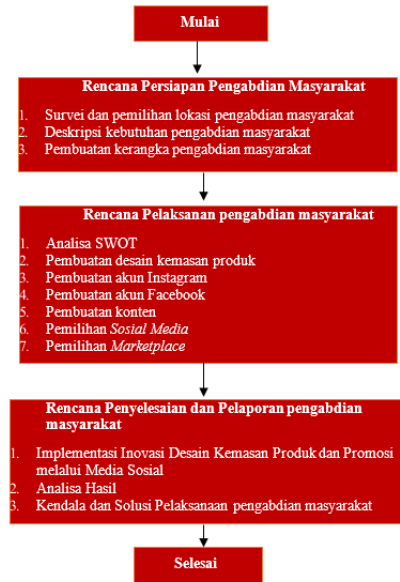 Mulai
Rencana Persiapan Pengabdian Masyarakat
1. Survei dan pemilihan lokasi pengabdian masyarakat
2. Deskripsi kebutuhan pengabdian masyarakat
3. Pembuatan kerangka pengabdian masyarakat
Rencana Pelaksanan pengabdian masyarakat
1. Analisa SWOT
2. Pembuatan desain kemasan produk
3. Pembuatan akun Instagram
4. Pembuatan akun Facebook
5. Pembuatan konten
6. Pemilihan Sosial Media
7. Pemilihan Marketplace
Rencana Penyelesaian dan Pelaporan pengabdian
masyarakat
1. Implementasi Inovasi Desain Kemasan Produk dan Promosi
melalui Media Sosial
2. Analisa Hasil
3. Kendala dan Solusi Pelaksanaan pengabdian masyarakat
Selesai